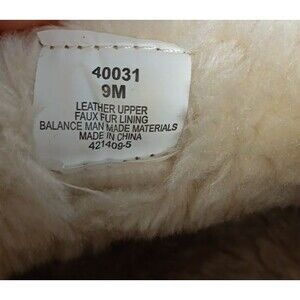 40031
9M
LEATHER UPPER
FAUX FUR LINING
BALANCE MAN MADE MATERIALS
MADE IN CHINA
421409-5